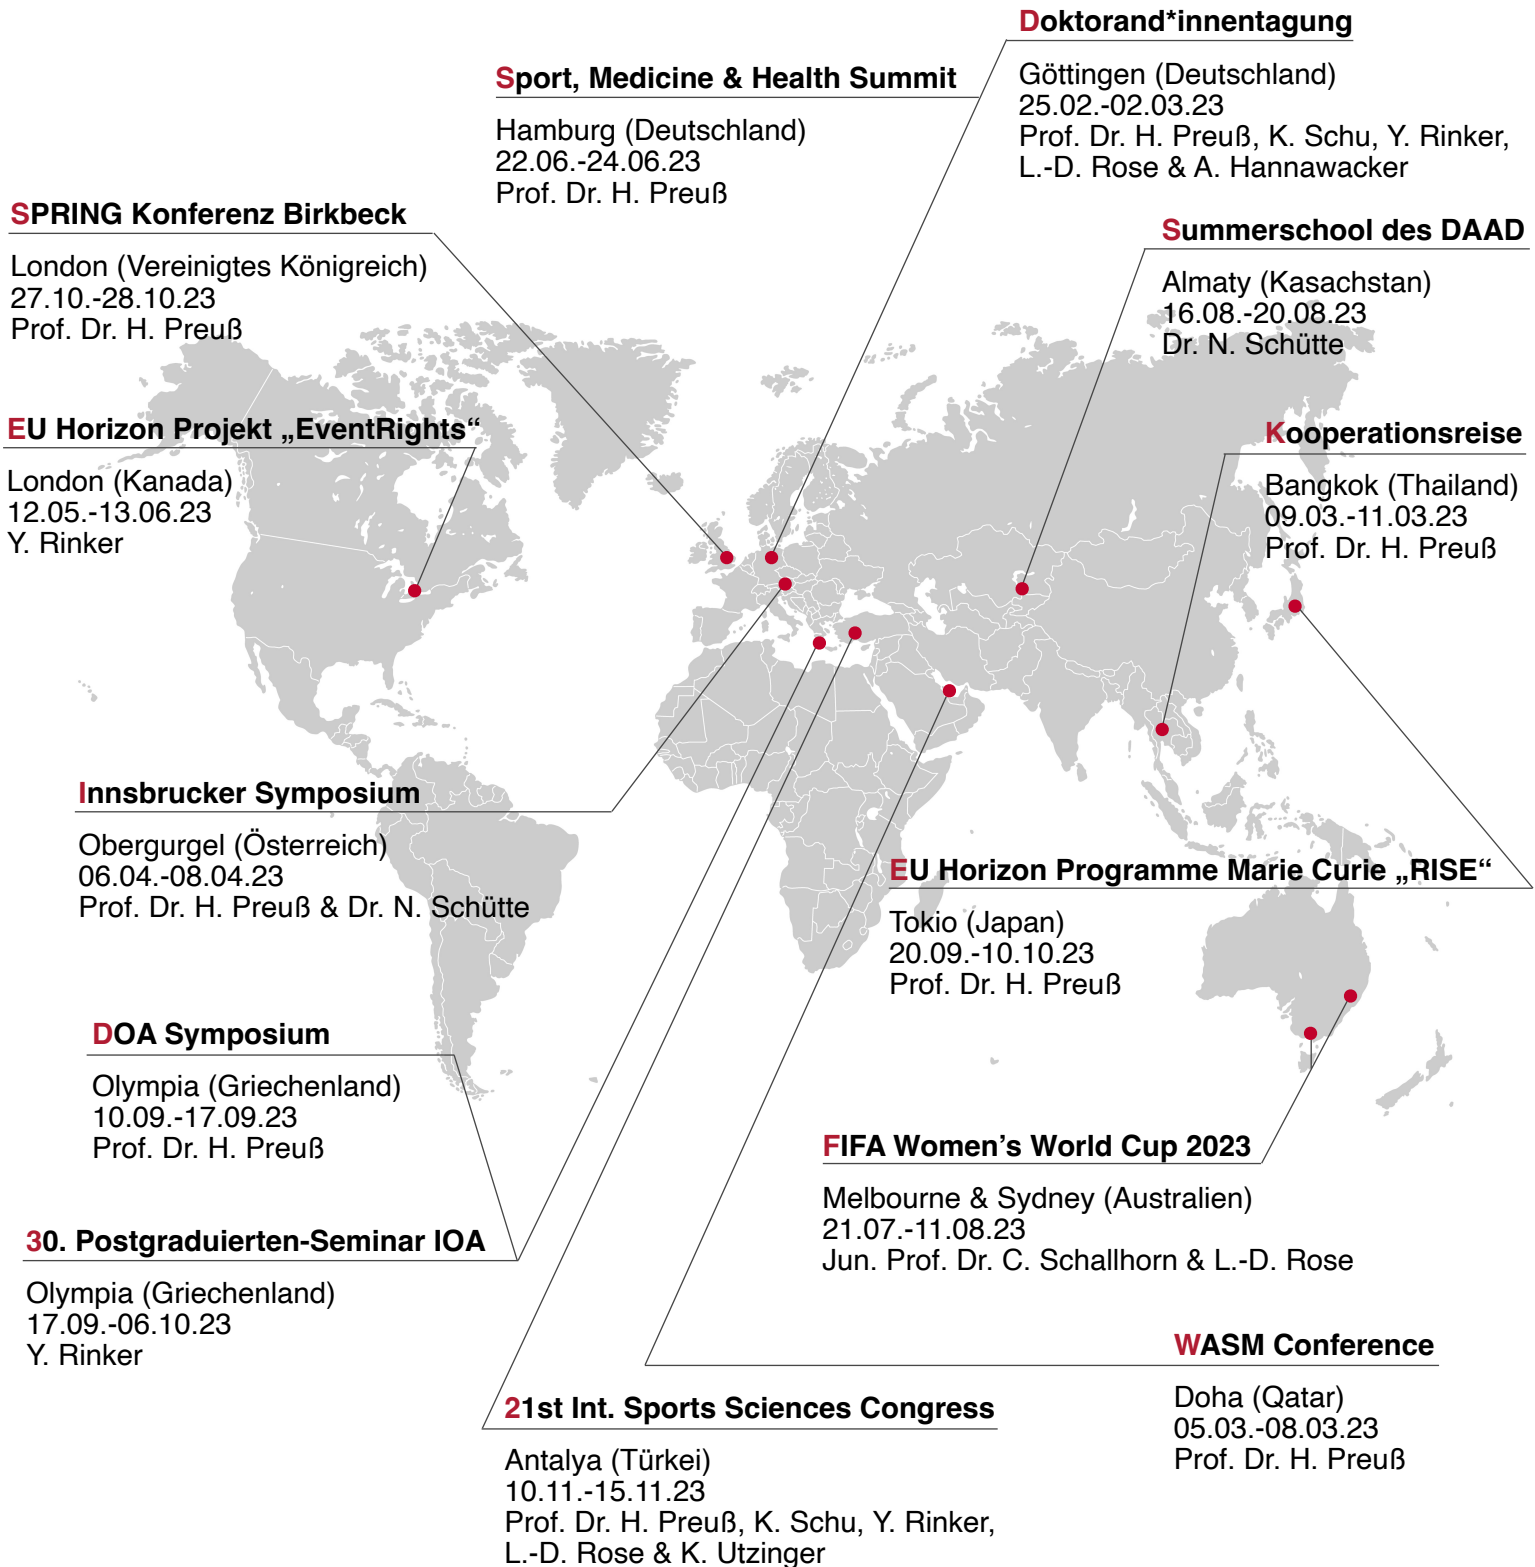 Doktorand*innentagung
Göttingen (Deutschland)
25.02.-02.03.23
Prof. Dr. H. Preuß, K. Schu, Y. Rinker,
L.-D. Rose & A. Hannawacker
Sport, Medicine & Health Summit
Hamburg (Deutschland)
22.06.-24.06.23
Prof. Dr. H. Preuß
SPRING Konferenz Birkbeck
London (Vereinigtes Königreich)
27.10.-28.10.23
Prof. Dr. H. Preuß
Summerschool des DAAD
Almaty (Kasachstan)
16.08.-20.08.23
Dr. N. Schütte
EU Horizon Projekt „EventRights“
London (Kanada)
12.05.-13.06.23
Y. Rinker
Kooperationsreise
Bangkok (Thailand)
09.03.-11.03.23
Prof. Dr. H. Preuß
Innsbrucker Symposium
Obergurgel (Österreich)
06.04.-08.04.23
Prof. Dr. H. Preuß & Dr. N. Schütte
EU Horizon Programme Marie Curie „RISE“
Tokio (Japan)
20.09.-10.10.23
Prof. Dr. H. Preuß
DOA Symposium
Olympia (Griechenland)
10.09.-17.09.23
Prof. Dr. H. Preuß
FIFA Women’s World Cup 2023
Melbourne & Sydney (Australien)
21.07.-11.08.23
Jun. Prof. Dr. C. Schallhorn & L.-D. Rose
30. Postgraduierten-Seminar IOA
Olympia (Griechenland)
17.09.-06.10.23
Y. Rinker
WASM Conference
Doha (Qatar)
05.03.-08.03.23
Prof. Dr. H. Preuß
21st Int. Sports Sciences Congress
Antalya (Türkei)
10.11.-15.11.23
Prof. Dr. H. Preuß, K. Schu, Y. Rinker,
L.-D. Rose & K. Utzinger